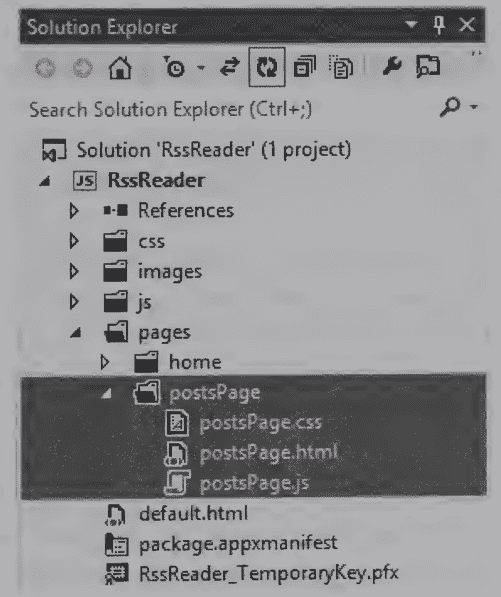 Solution Explorer
Search Solution Explorer (Ctrl+;)
Solution 'RssReader' (1 project)
JS RssReader
References
css
images
js
pages
home
postsPage
postsPage.css
postsPage.html
postsPage.js
default.html
package.appxmanifest
RssReader_TemporaryKey.pfx